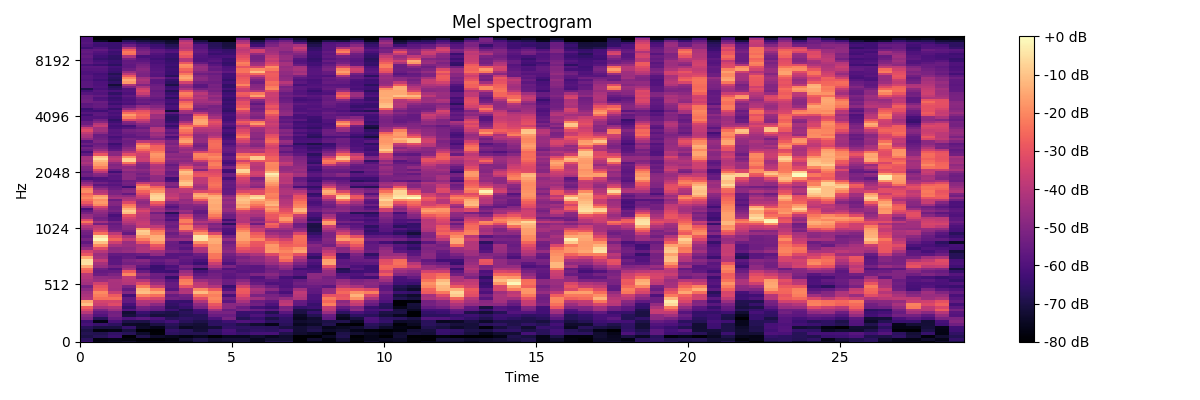 Mel spectrogram
Hz
8192
4096
2048
1024
512
0
0 5 10 15 20 25
Time
+0 dB
-10 dB
-20 dB
-30 dB
-40 dB
-50 dB
-60 dB
-70 dB
-80 dB